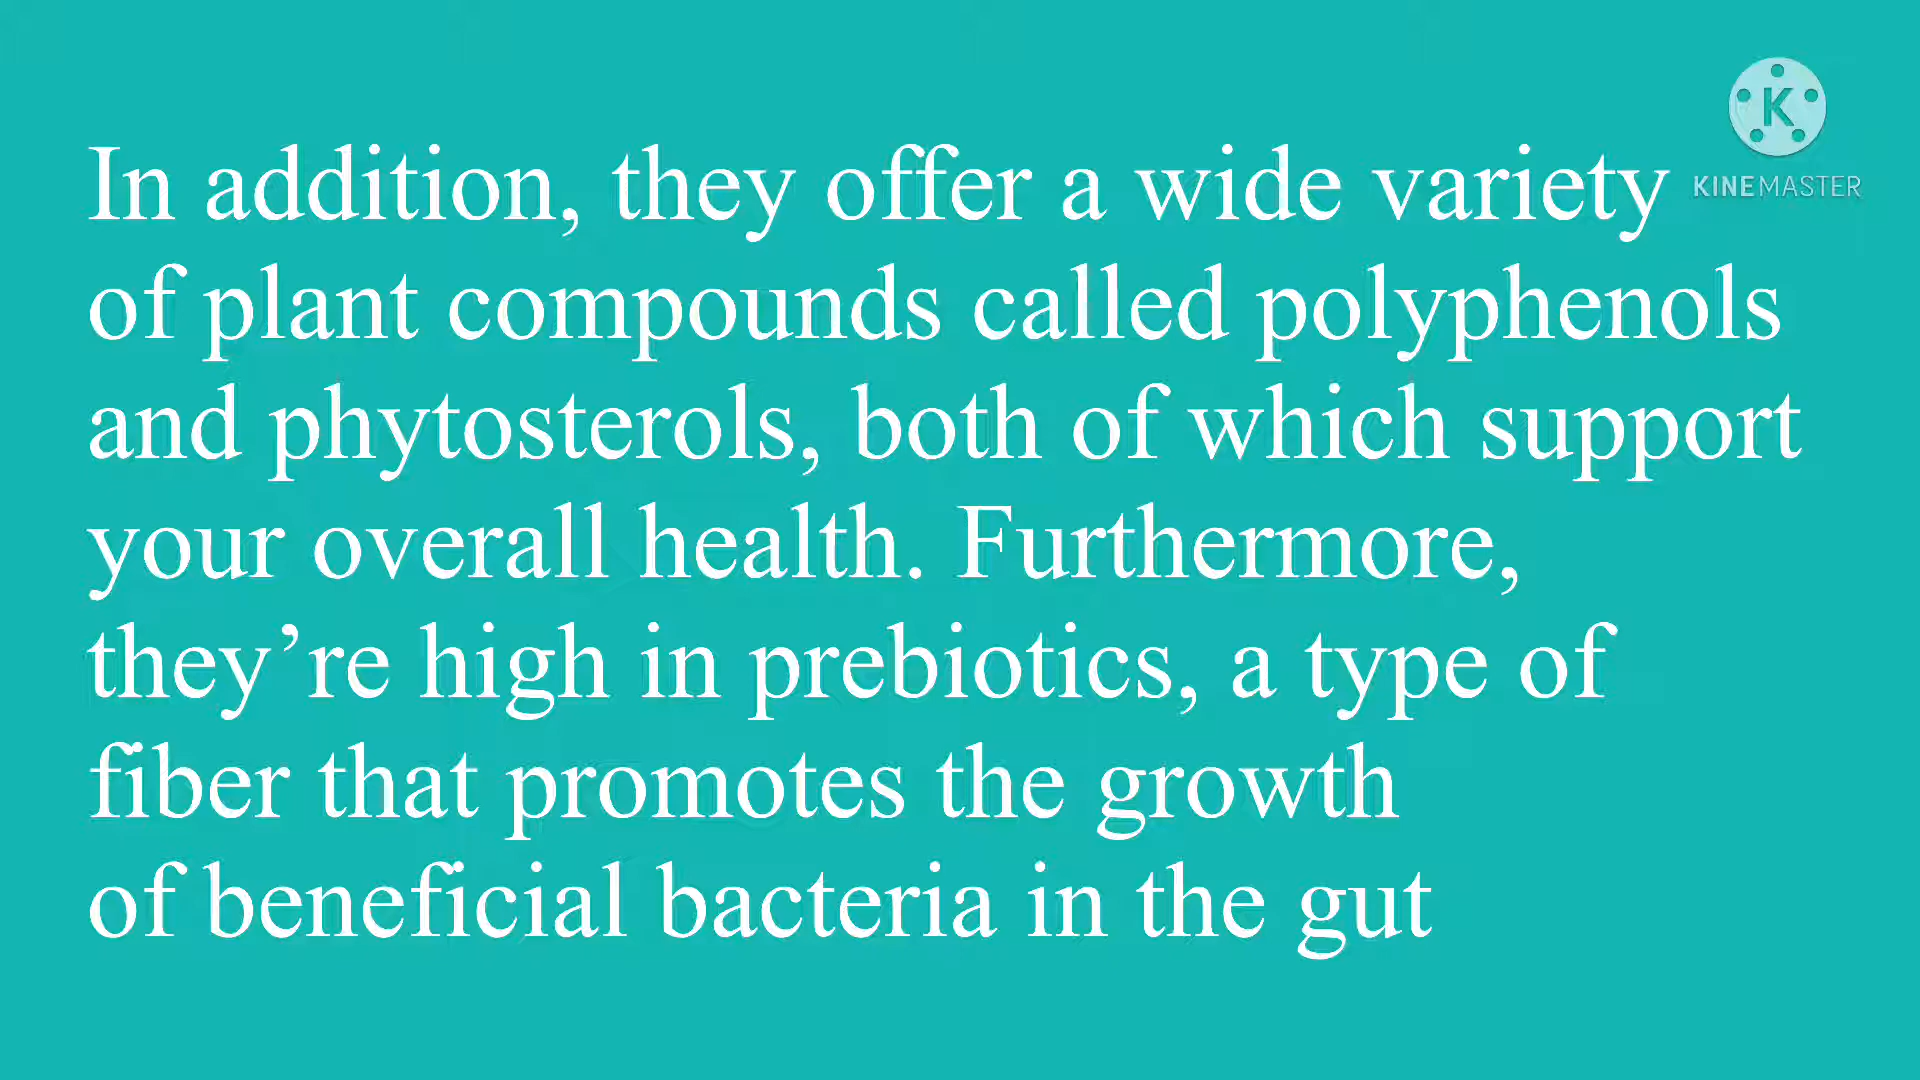 In addition, they offer a wide variety
of plant compounds called polyphenols
and phytosterols, both of which support
your overall health. Furthermore,
they’re high in prebiotics, a type of
fiber that promotes the growth
of beneficial bacteria in the gut
K
KINEMASTER